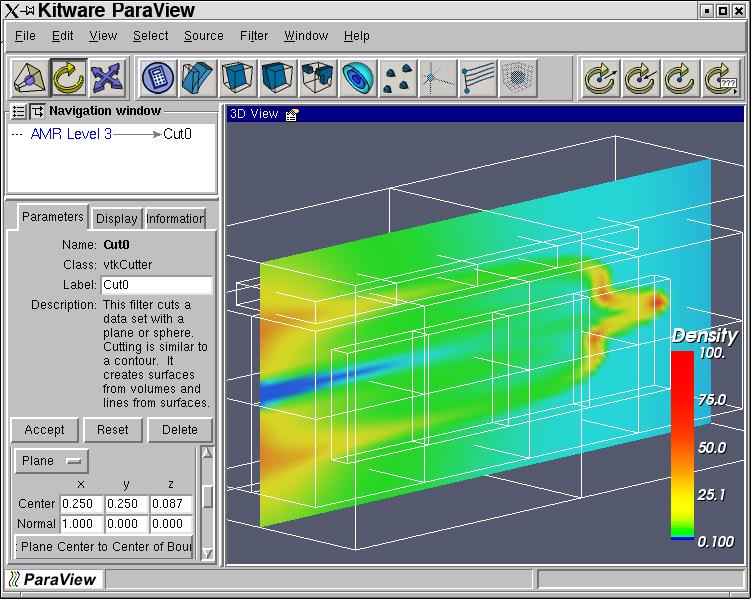 Kitware ParaView
File Edit View Select Source Filter Window Help
???
Navigation window
AMR Level 3 Cut0
Parameters Display Information
Name: Cut0
Class: vtkCutter
Label: Cut0
Description: This filter cuts a
data set with a
plane or sphere.
Cutting is similar to
a contour. It
creates surfaces
from volumes and
lines from surfaces.
Accept Reset Delete
Plane
x y z
Center 0.250 0.250 0.087
Normal 1.000 0.000 0.000
Plane Center to Center of Bou
3D View
Density
100.
75.0
50.0
25.1
0.100
ParaView